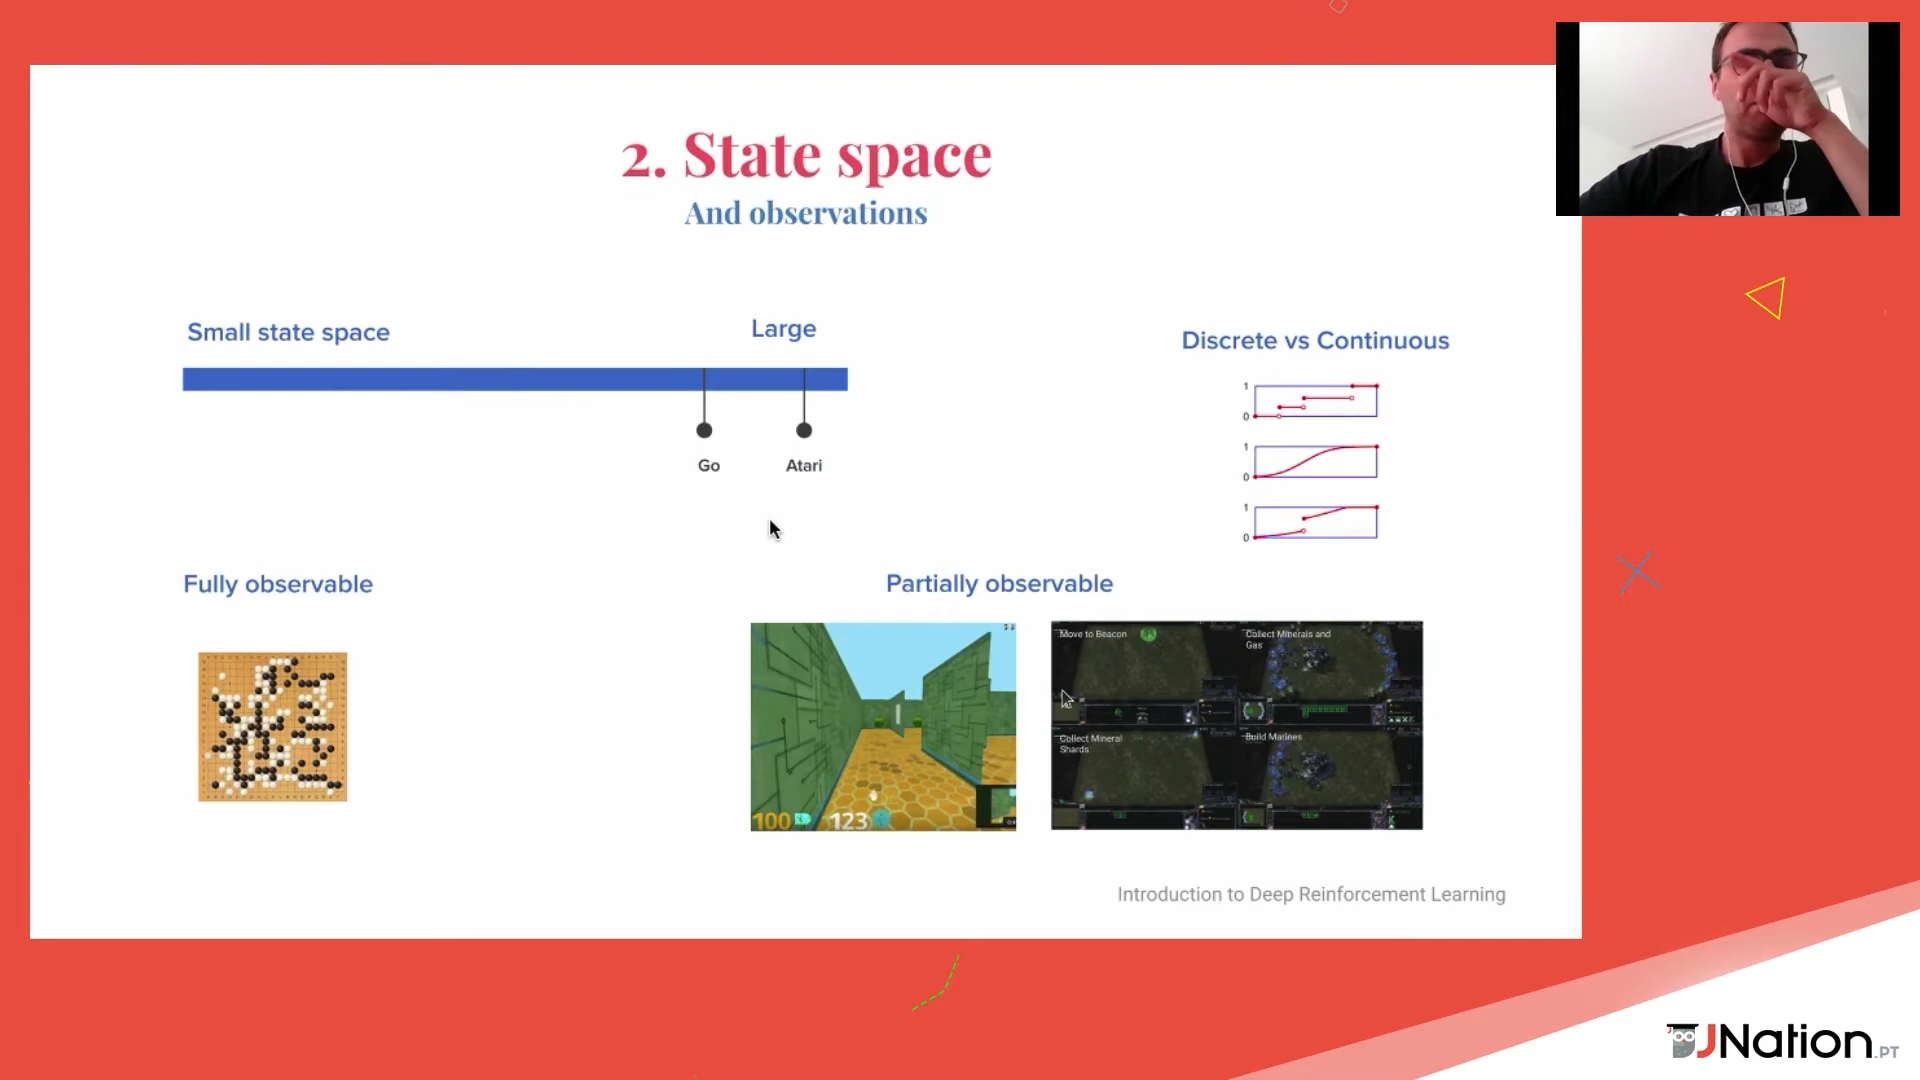 2. State space
And observations
Small state space
Large
Discrete vs Continuous
1
0
1
0
1
0
Go
Atari
Fully observable
Partially observable
Move to Beacon
Collect Minerals and
Gas
Collect Mineral
Shards
Build Marines
100
123
Introduction to Deep Reinforcement Learning
JNation.PT